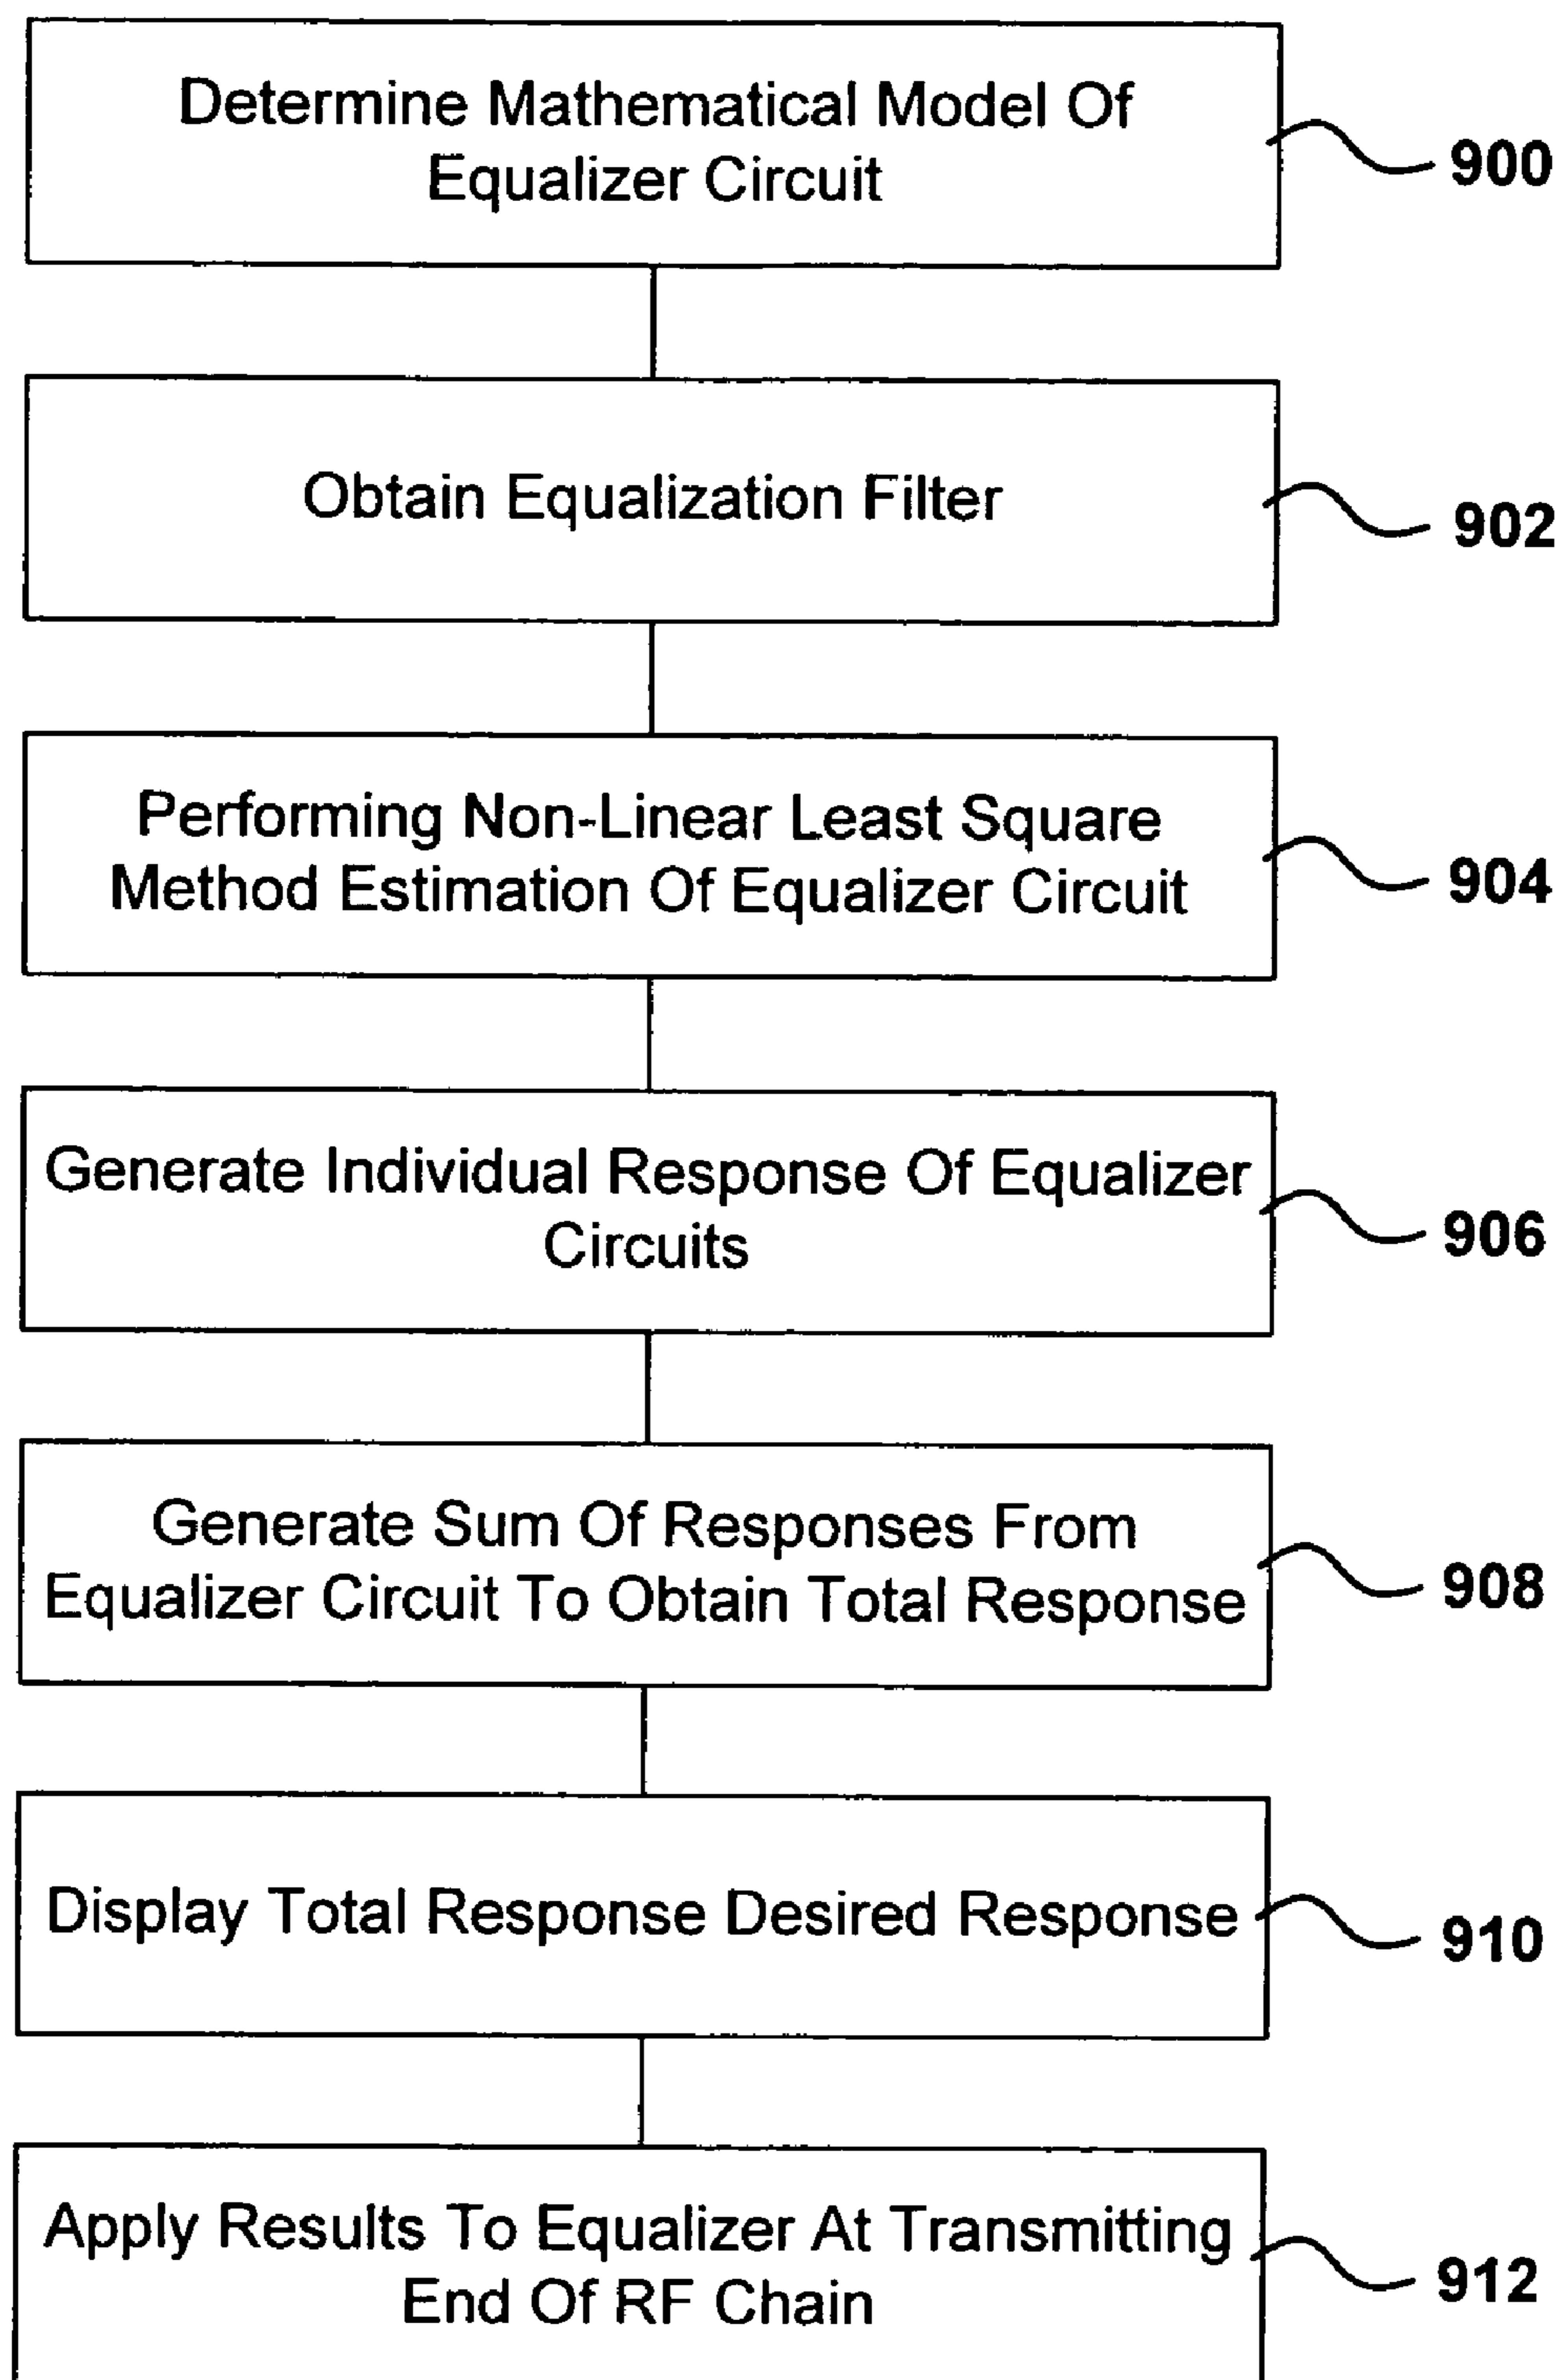 Determine Mathematical Model Of
Equalizer Circuit
900
Obtain Equalization Filter
902
Performing Non-Linear Least Square
Method Estimation Of Equalizer Circuit
904
Generate Individual Response Of Equalizer
Circuits
906
Generate Sum Of Responses From
Equalizer Circuit To Obtain Total Response
908
Display Total Response Desired Response
910
Apply Results To Equalizer At Transmitting
End Of RF Chain
912